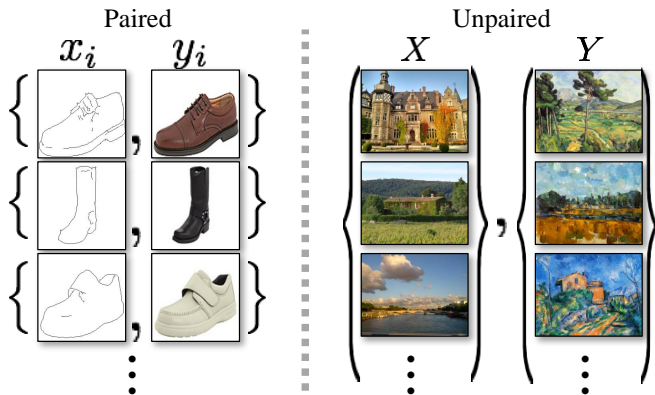 Paired
Unpaired
x_i
y_i
X
Y
{ , }
{ , }
{ , }
⋮
( ) , ( )
⋮
⋮